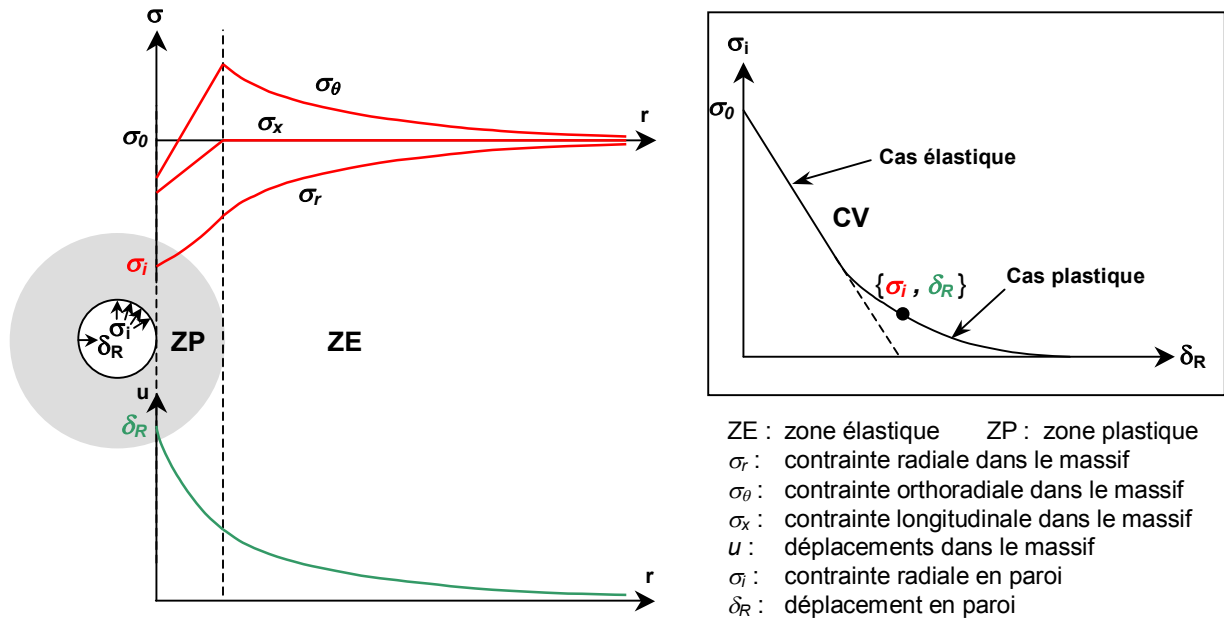 σ
σθ
r
σ0
σx
σr
σi
σi
δR
ZP
ZE
u
δR
r
σi
σ0
Cas élastique
CV
Cas plastique
{σi , δR}
δR
ZE : zone élastique ZP : zone plastique
σr : contrainte radiale dans le massif
σθ : contrainte orthoradiale dans le massif
σx : contrainte longitudinale dans le massif
u : déplacements dans le massif
σi : contrainte radiale en paroi
δR : déplacement en paroi